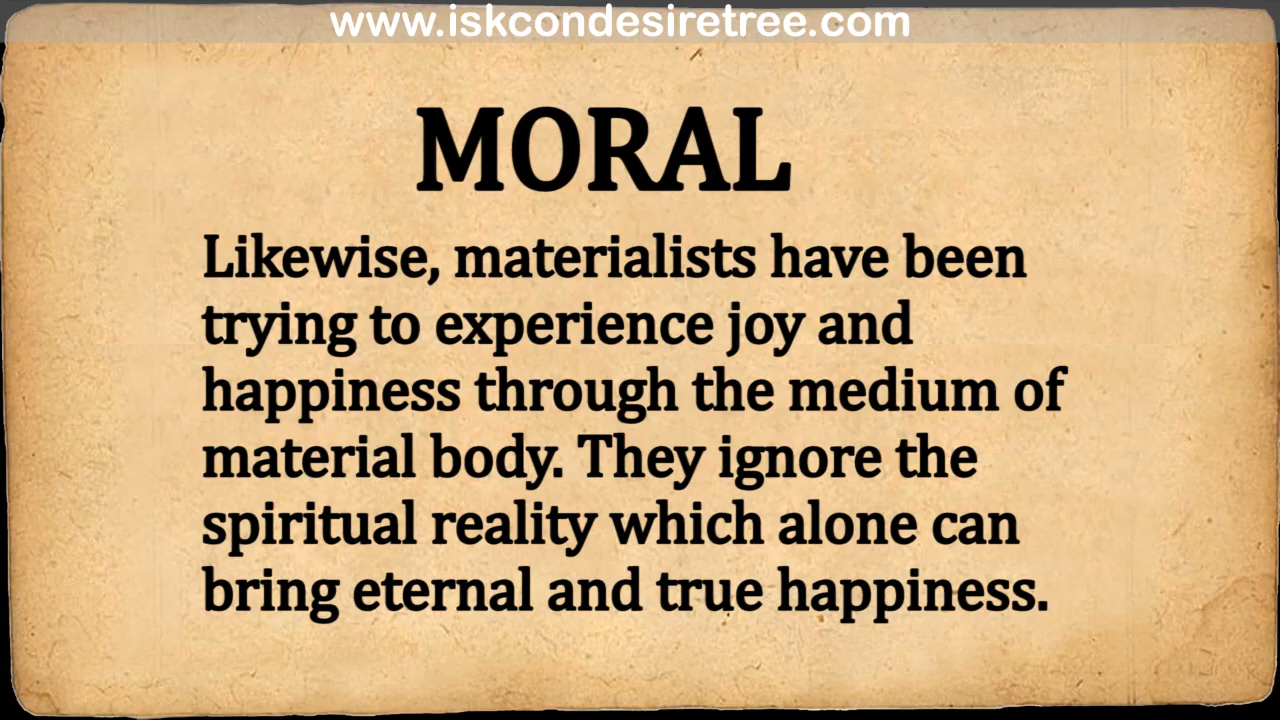 www.iskcondesiretree.com
MORAL
Likewise, materialists have been
trying to experience joy and
happiness through the medium of
material body. They ignore the
spiritual reality which alone can
bring eternal and true happiness.